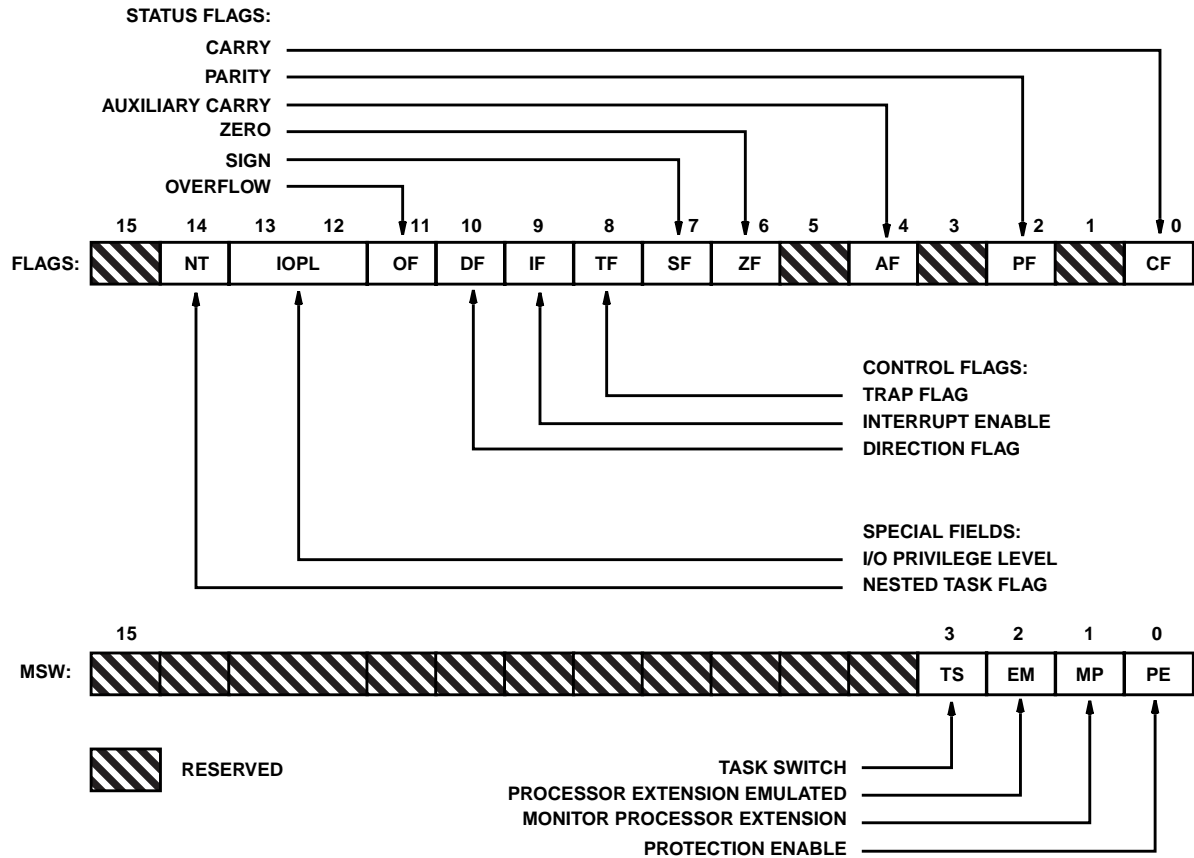 STATUS FLAGS:
CARRY
PARITY
AUXILIARY CARRY
ZERO
SIGN
OVERFLOW
15 14 13 12 11 10 9 8 7 6 5 4 3 2 1 0
FLAGS: NT IOPL OF DF IF TF SF ZF AF PF CF
CONTROL FLAGS:
TRAP FLAG
INTERRUPT ENABLE
DIRECTION FLAG
SPECIAL FIELDS:
I/O PRIVILEGE LEVEL
NESTED TASK FLAG
15 3 2 1 0
MSW: TS EM MP PE
RESERVED
TASK SWITCH
PROCESSOR EXTENSION EMULATED
MONITOR PROCESSOR EXTENSION
PROTECTION ENABLE